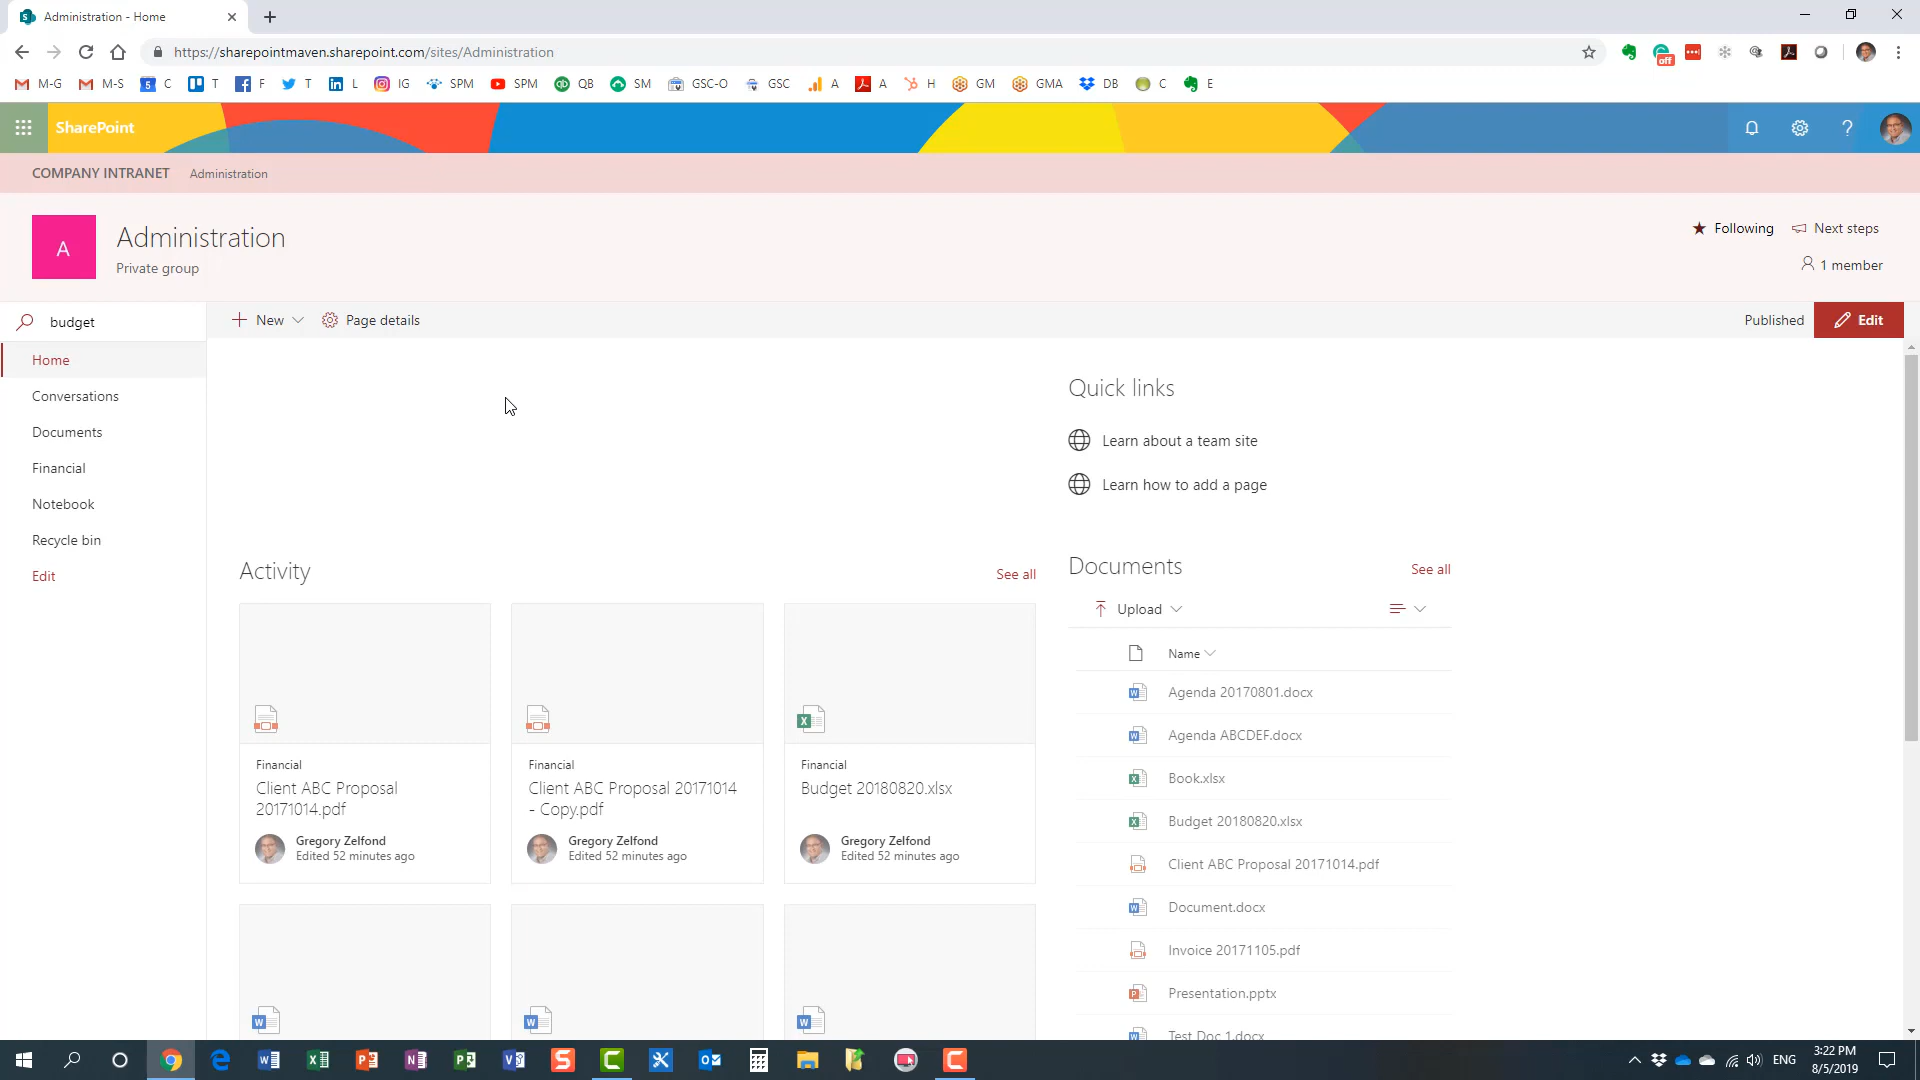 Administration - Home
https://sharepointmaven.sharepoint.com/sites/Administration
off
M-G M-S 5 C T F T L IG SPM SPM QB SM GSC-O GSC A A H GM GMA DB C E
SharePoint
COMPANY INTRANET Administration
A
Administration
Private group
Following Next steps
1 member
budget
New Page details
Published Edit
Home
Conversations
Documents
Financial
Notebook
Recycle bin
Edit
Quick links
Learn about a team site
Learn how to add a page
Activity See all
Financial
Client ABC Proposal
20171014.pdf
Gregory Zelfond
Edited 52 minutes ago
Financial
Client ABC Proposal 20171014
- Copy.pdf
Gregory Zelfond
Edited 52 minutes ago
Financial
Budget 20180820.xlsx
Gregory Zelfond
Edited 52 minutes ago
Documents See all
Upload
Name
Agenda 20170801.docx
Agenda ABCDEF.docx
Book.xlsx
Budget 20180820.xlsx
Client ABC Proposal 20171014.pdf
Document.docx
Invoice 20171105.pdf
Presentation.pptx
Test Doc 1.docx
ENG
3:22 PM
8/5/2019